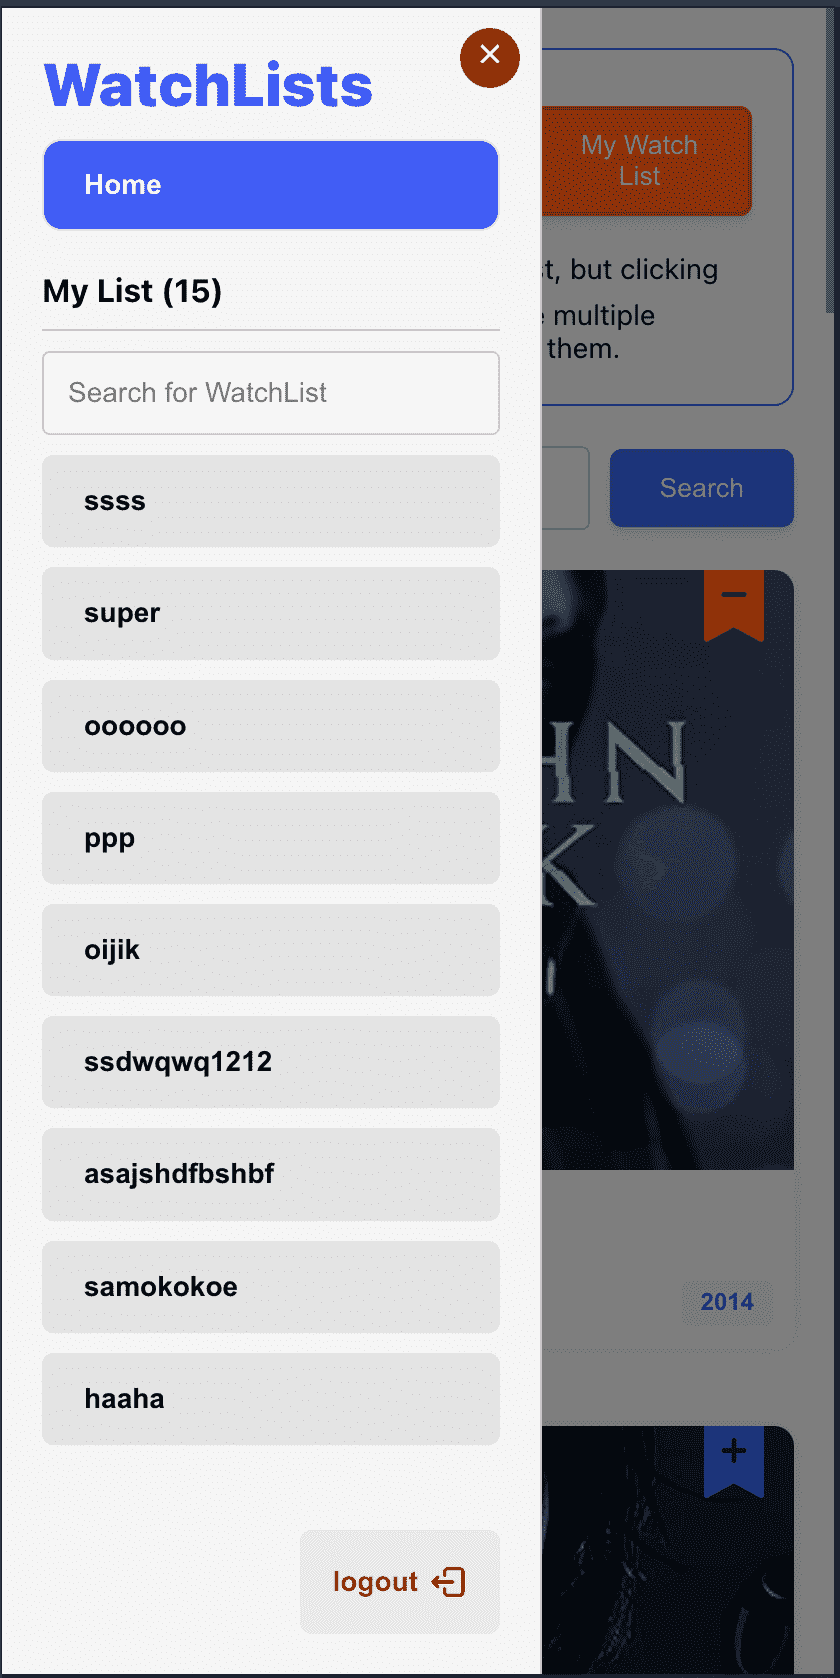 WatchLists
Home
My List (15)
Search for WatchList
ssss
super
oooooo
ppp
oijik
ssdwqwq1212
asajshdfbshbf
samokokoe
haaha
logout
My Watch
List
st, but clicking
multiple
them.
Search
HN
K
2014